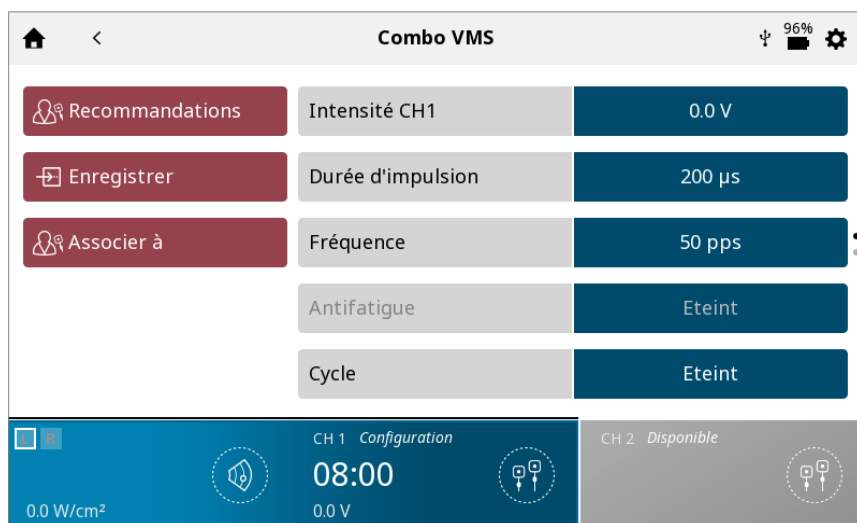 Combo VMS
96%
Recommandations
Intensité CH1
0.0 V
Enregistrer
Durée d'impulsion
200 µs
Associer à
Fréquence
50 pps
Antifatigue
Eteint
Cycle
Eteint
L R
CH 1 Configuration
CH 2 Disponible
08:00
0.0 W/cm²
0.0 V